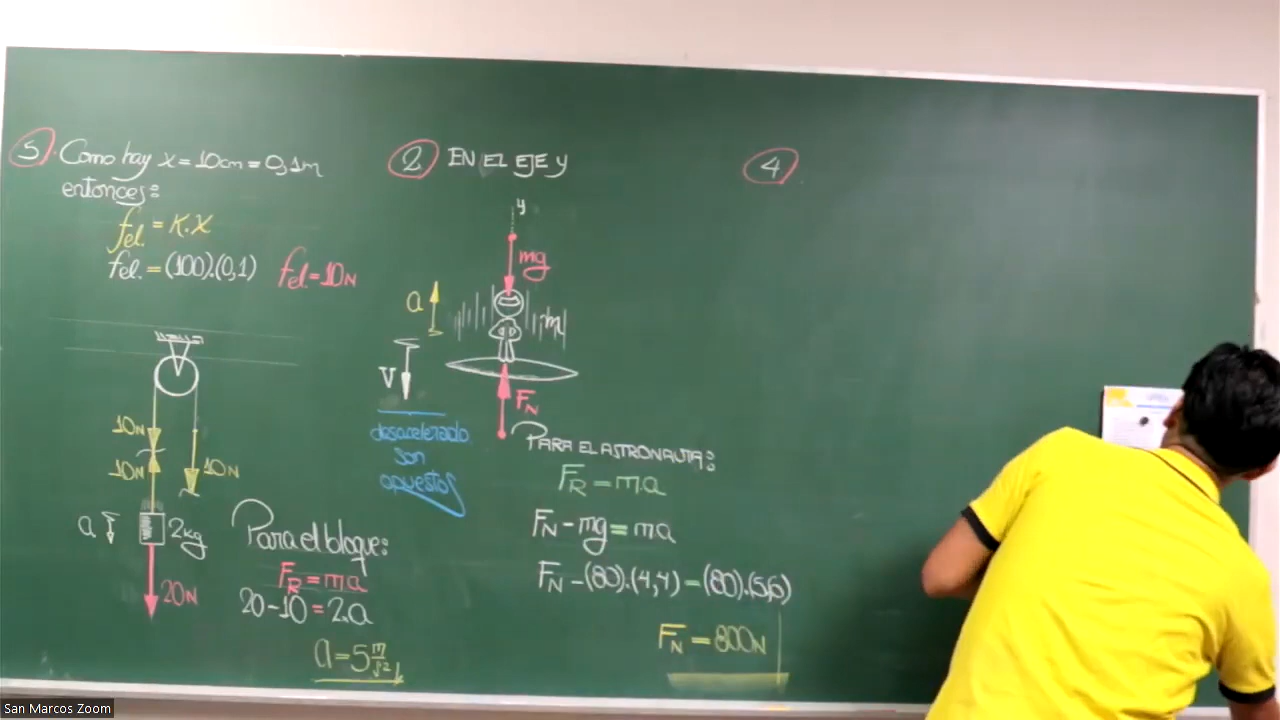 5 Como hay x = 10cm = 0,1m
entonces:
fel. = K.X
fel. = (100).(0,1) fel = 10N
10N
10N
10N
a
2kg
20N
Para el bloque:
FR = ma
20-10 = 2.a
a = 5 m/s²
2 EN EL EJE y
y
mg
a
m
V
FN
desacelerado
son
opuestos
PARA EL ASTRONAUTA:
FR = m.a
FN - mg = m.a
FN - (80).(4,4) = (80).(5,6)
FN = 800N
4
San Marcos Zoom